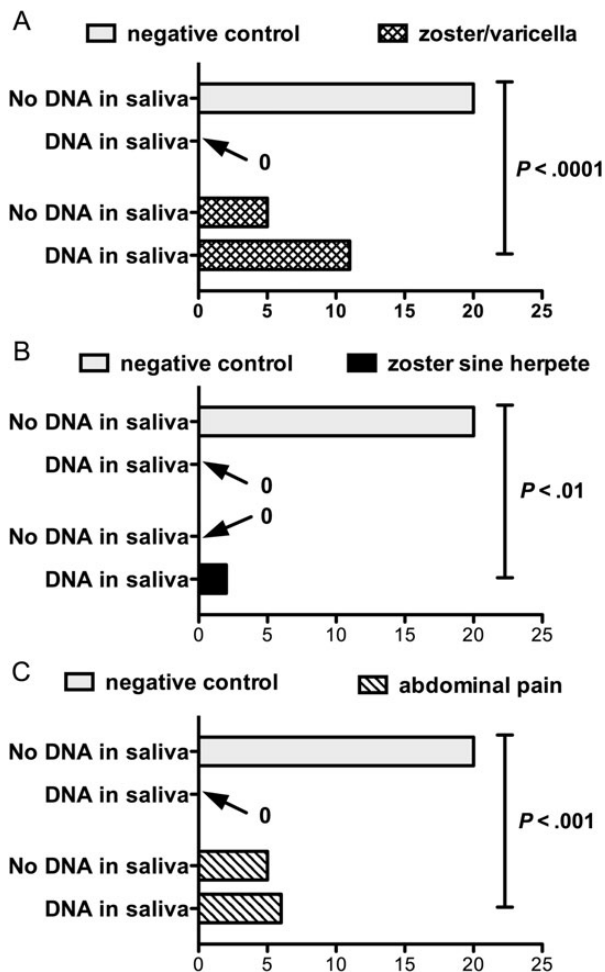 A
negative control zoster/varicella
No DNA in saliva
DNA in saliva
0
No DNA in saliva
DNA in saliva
P < .0001
0 5 10 15 20 25
B
negative control zoster sine herpete
No DNA in saliva
DNA in saliva
0
0
No DNA in saliva
DNA in saliva
P < .01
0 5 10 15 20 25
C
negative control abdominal pain
No DNA in saliva
DNA in saliva
0
No DNA in saliva
DNA in saliva
P < .001
0 5 10 15 20 25